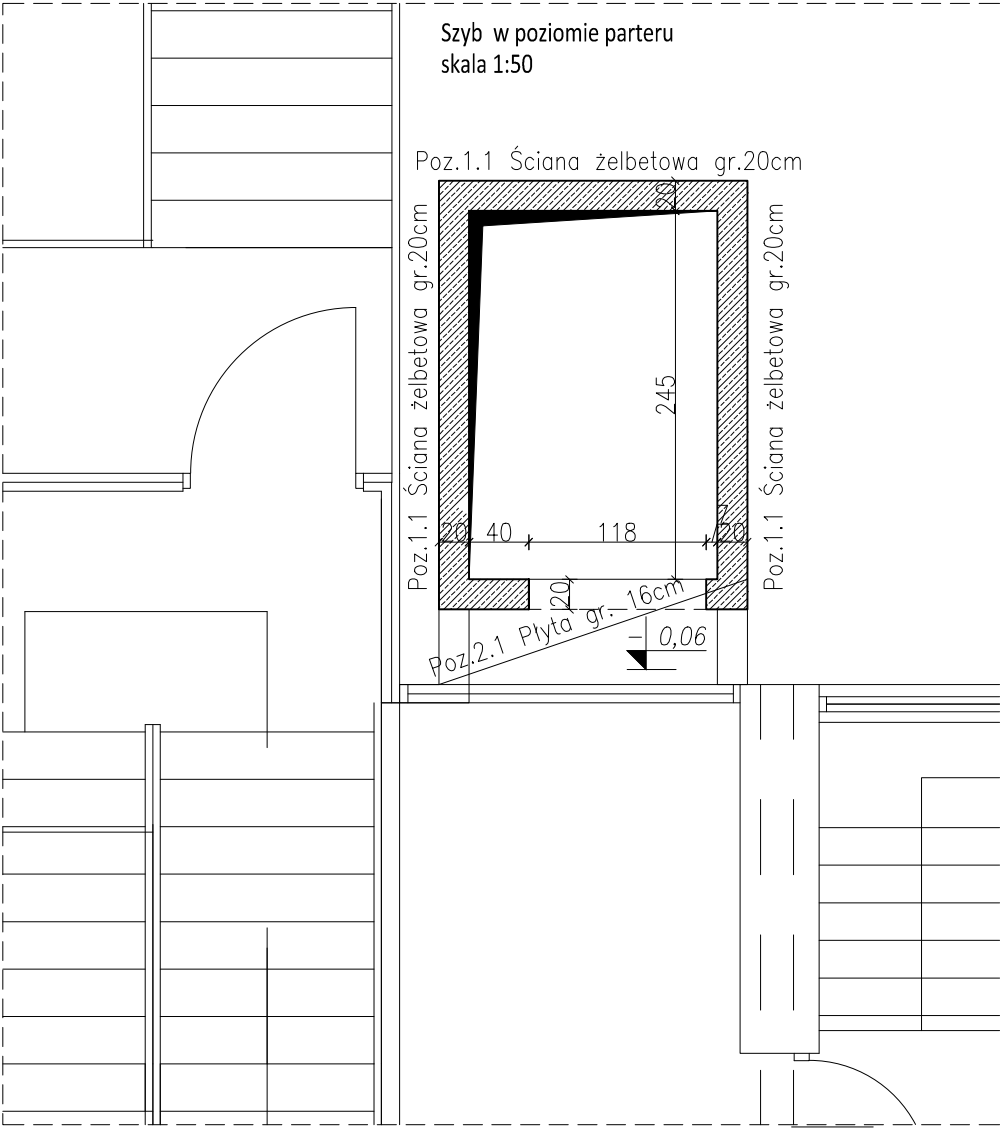 Szyb w poziomie parteru
skala 1:50
Poz.1.1 Ściana żelbetowa gr.20cm
20
Poz.1.1 Ściana żelbetowa gr.20cm
Poz.1.1 Ściana żelbetowa gr.20cm
245
20 40 118 7 20
20
Poz.2.1 Płyta gr. 16cm
- 0,06